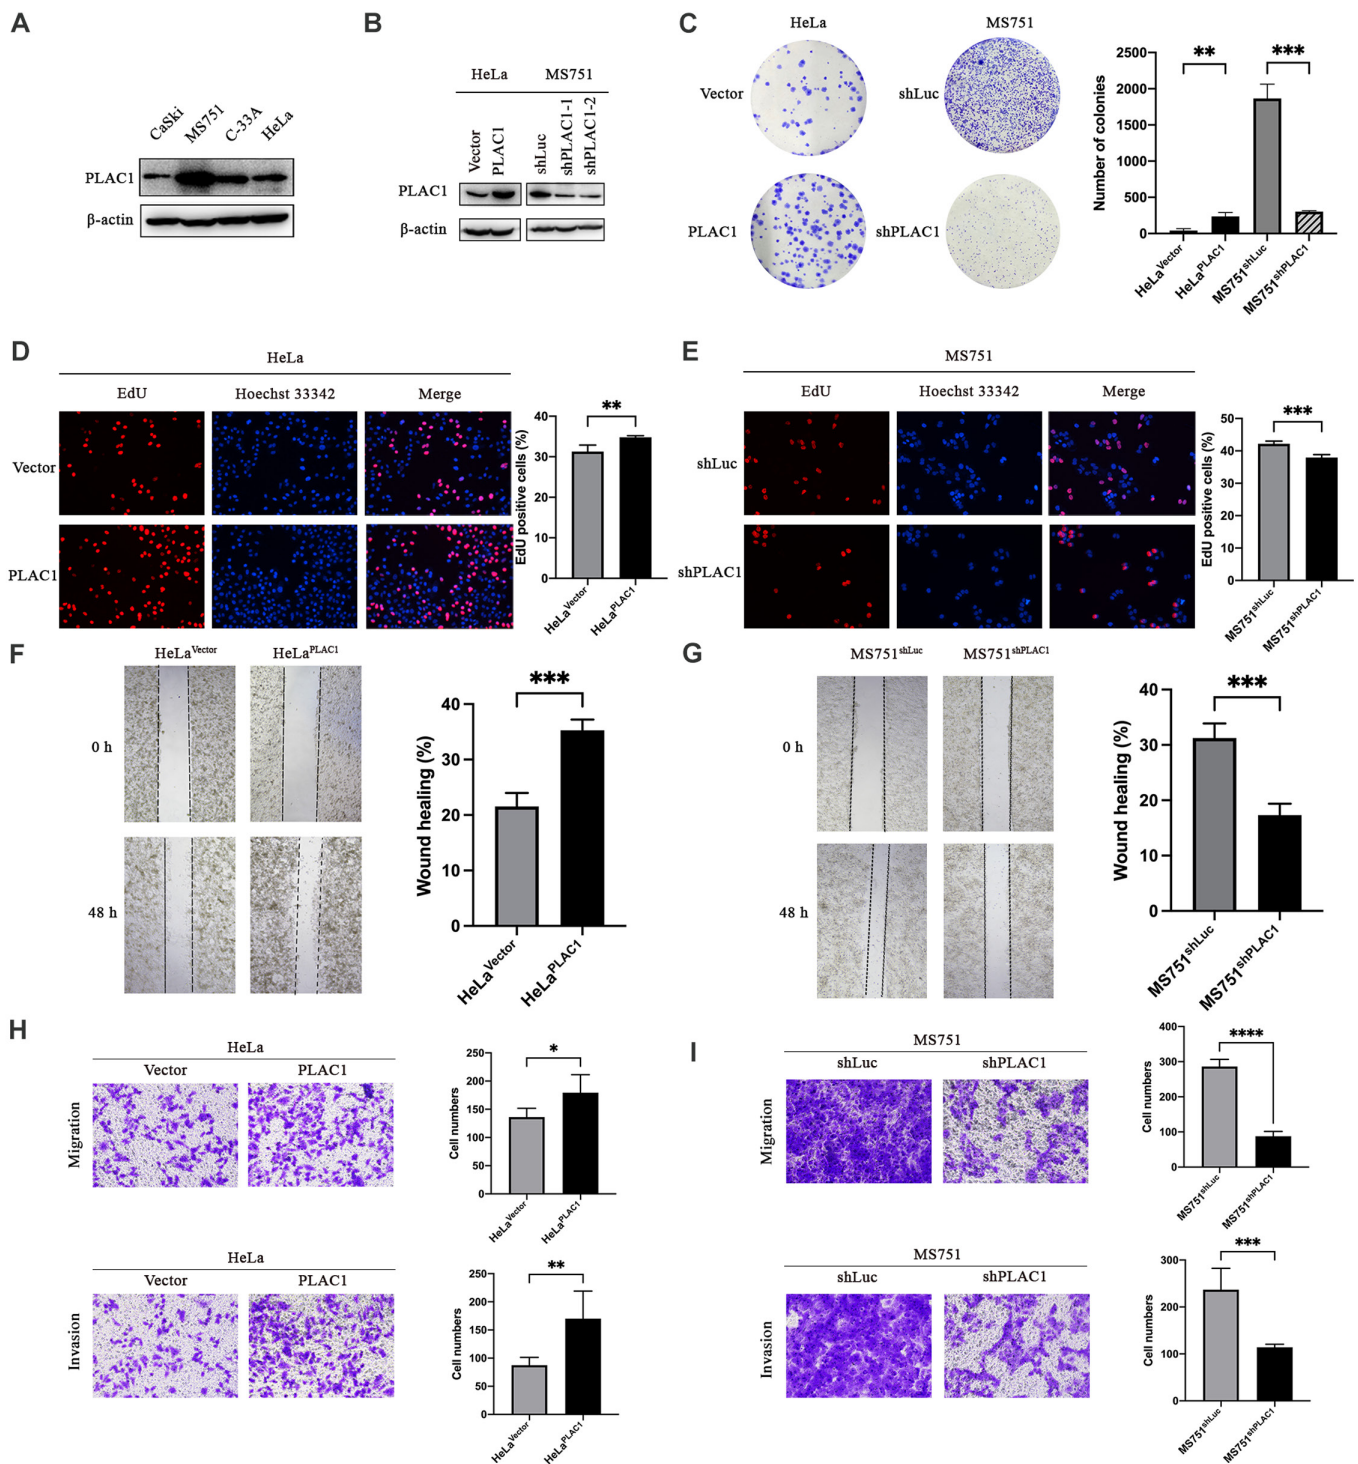 A
CaSki MS751 C-33A HeLa
PLAC1
β-actin
B
HeLa MS751
Vector PLAC1 shLuc shPLAC1-1 shPLAC1-2
PLAC1
β-actin
C
HeLa MS751
Vector shLuc
PLAC1 shPLAC1
Number of colonies
2500
2000
1500
1000
500
0
** ***
HeLaVector HeLaPLAC1 MS751shLuc MS751shPLAC1
D
HeLa
EdU Hoechst 33342 Merge
Vector
PLAC1
EdU positive cells (%)
40
30
20
10
0
**
HeLaVector HeLaPLAC1
E
MS751
EdU Hoechst 33342 Merge
shLuc
shPLAC1
EdU positive cells (%)
50
40
30
20
10
0
***
MS751shLuc MS751shPLAC1
F
HeLaVector HeLaPLAC1
0 h
48 h
Wound healing (%)
40
30
20
10
0
***
HeLaVector HeLaPLAC1
G
MS751shLuc MS751shPLAC1
0 h
48 h
Wound healing (%)
40
30
20
10
0
***
MS751shLuc MS751shPLAC1
H
HeLa
Vector PLAC1
Migration
Cell numbers
250
200
150
100
50
0
*
HeLaVector HeLaPLAC1
HeLa
Vector PLAC1
Invasion
Cell numbers
250
200
150
100
50
0
**
HeLaVector HeLaPLAC1
I
MS751
shLuc shPLAC1
Migration
Cell numbers
400
300
200
100
0
****
MS751shLuc MS751shPLAC1
MS751
shLuc shPLAC1
Invasion
Cell numbers
300
200
100
0
***
MS751shLuc MS751shPLAC1